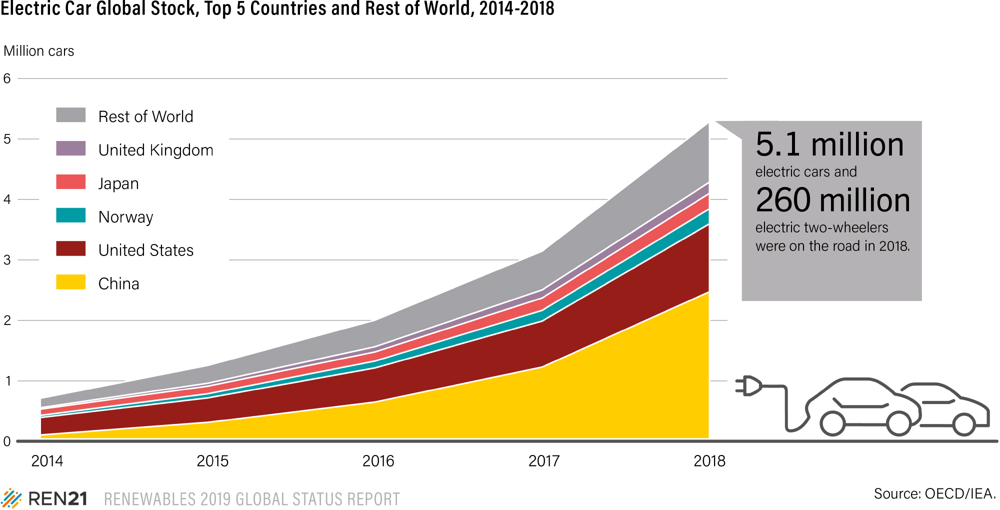 Electric Car Global Stock, Top 5 Countries and Rest of World, 2014-2018
Million cars
6
5
4
3
2
1
0
Rest of World
United Kingdom
Japan
Norway
United States
China
5.1 million
electric cars and
260 million
electric two-wheelers
were on the road in 2018.
2014 2015 2016 2017 2018
REN21 RENEWABLES 2019 GLOBAL STATUS REPORT
Source: OECD/IEA.